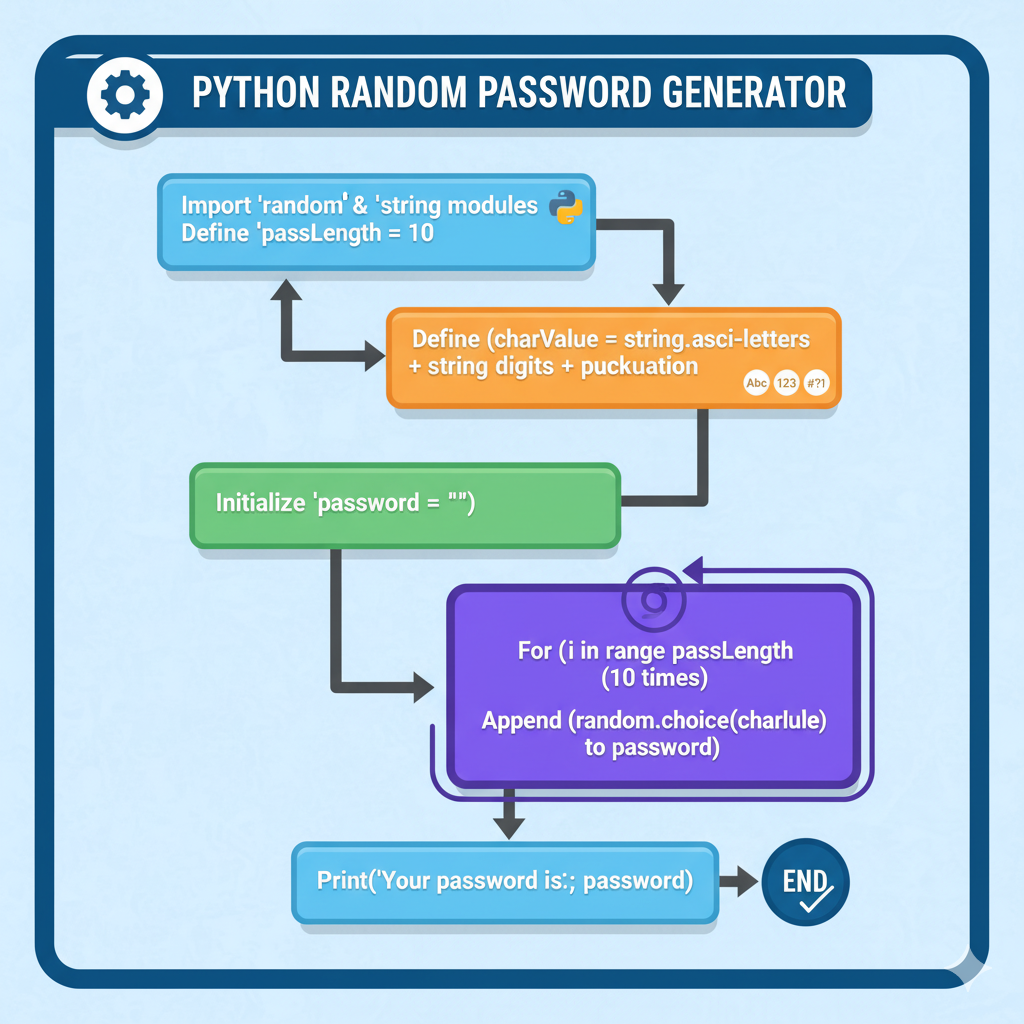 PYTHON RANDOM PASSWORD GENERATOR
Import 'random' & 'string modules
Define 'passLength = 10
Define (charValue = string.asci-letters
+ string digits + puckuation
Abc 123 #?1
Initialize 'password = "")
For (i in range passLength
(10 times)
Append (random.choice(charlule)
to password)
Print('Your password is:; password)
END